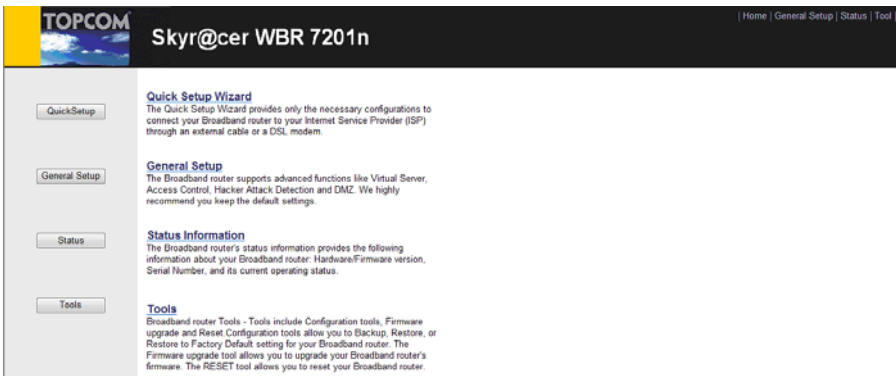 TOPCOM
Skyr@cer WBR 7201n
| Home | General Setup | Status | Tool |
QuickSetup
Quick Setup Wizard
The Quick Setup Wizard provides only the necessary configurations to
connect your Broadband router to your Internet Service Provider (ISP)
through an external cable or a DSL modem.
General Setup
General Setup
The Broadband router supports advanced functions like Virtual Server,
Access Control, Hacker Attack Detection and DMZ. We highly
recommend you keep the default settings.
Status
Status Information
The Broadband router's status information provides the following
information about your Broadband router: Hardware/Firmware version,
Serial Number, and its current operating status.
Tools
Tools
Broadband router Tools - Tools include Configuration tools, Firmware
upgrade and Reset.Configuration tools allow you to Backup, Restore, or
Restore to Factory Default setting for your Broadband router. The
Firmware upgrade tool allows you to upgrade your Broadband router's
firmware. The RESET tool allows you to reset your Broadband router.